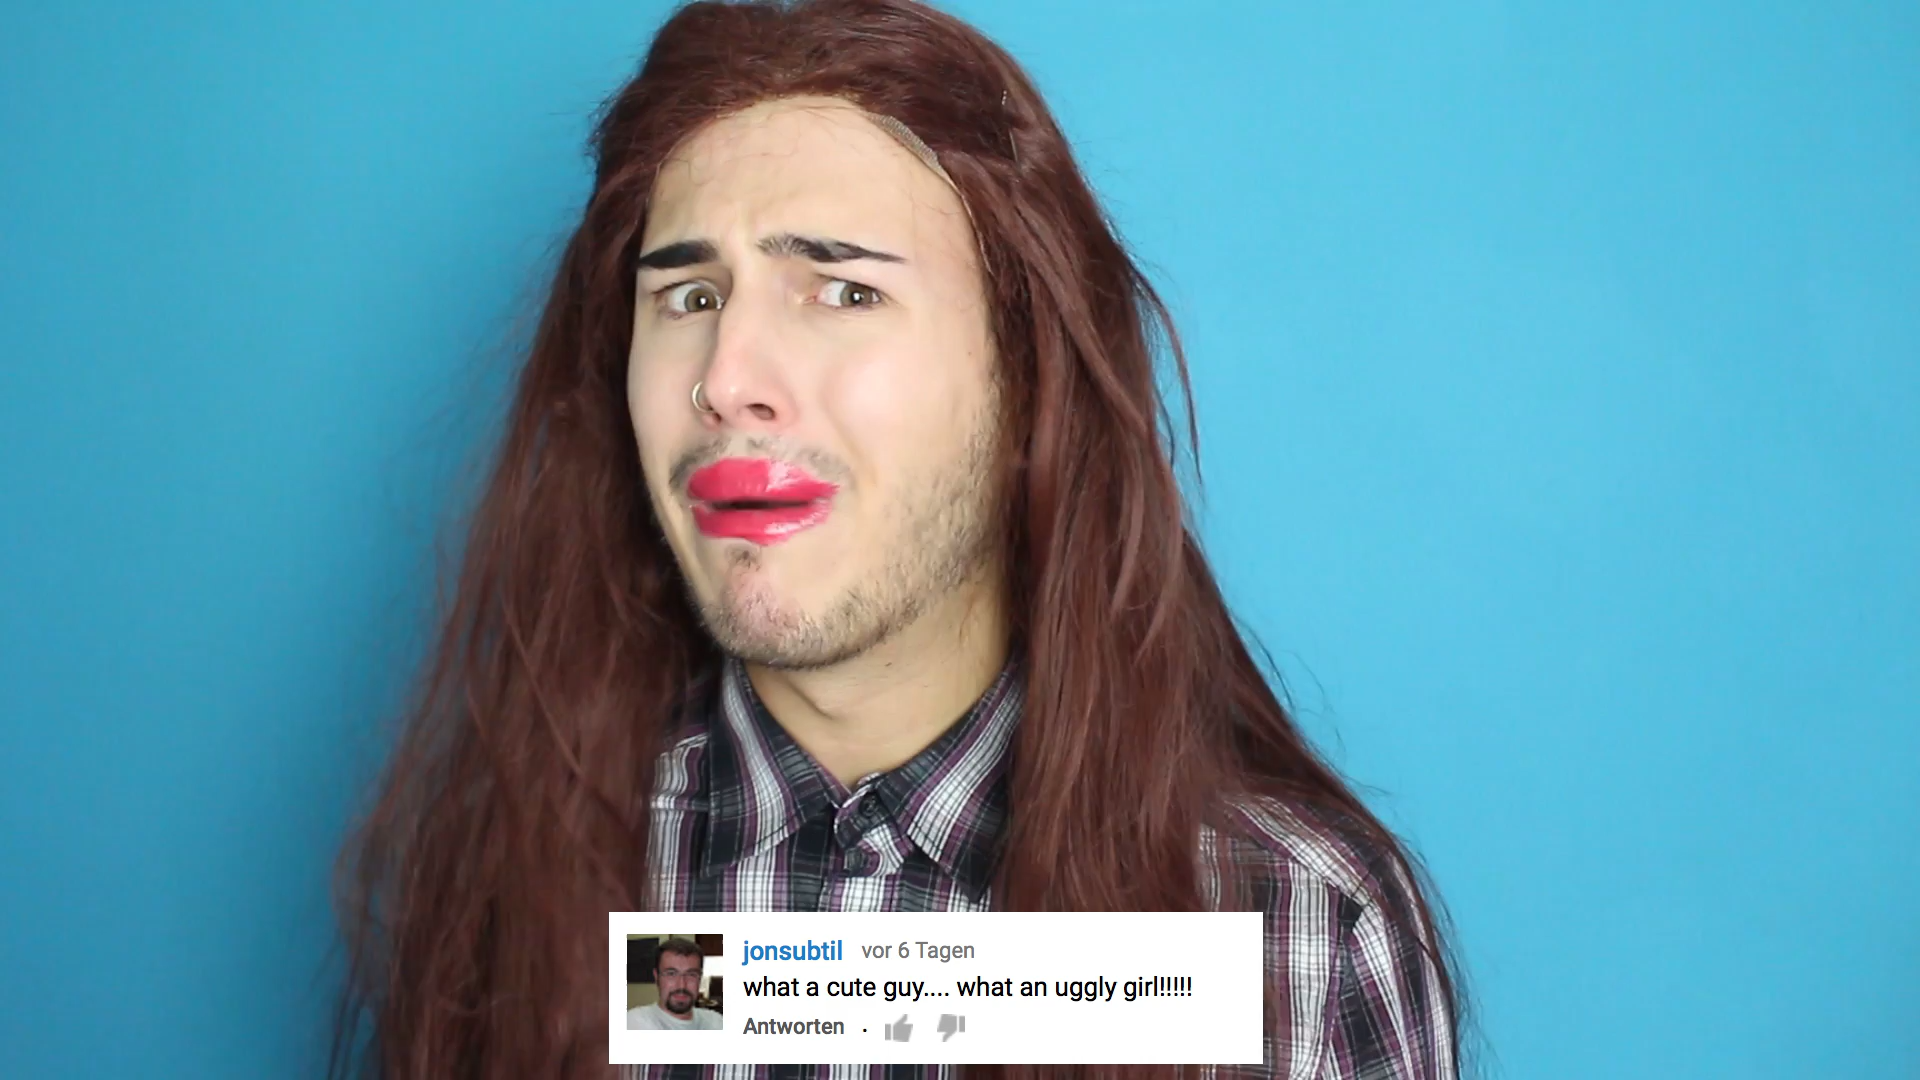 jonsubtil vor 6 Tagen
what a cute guy.... what an uggly girl!!!!!
Antworten .